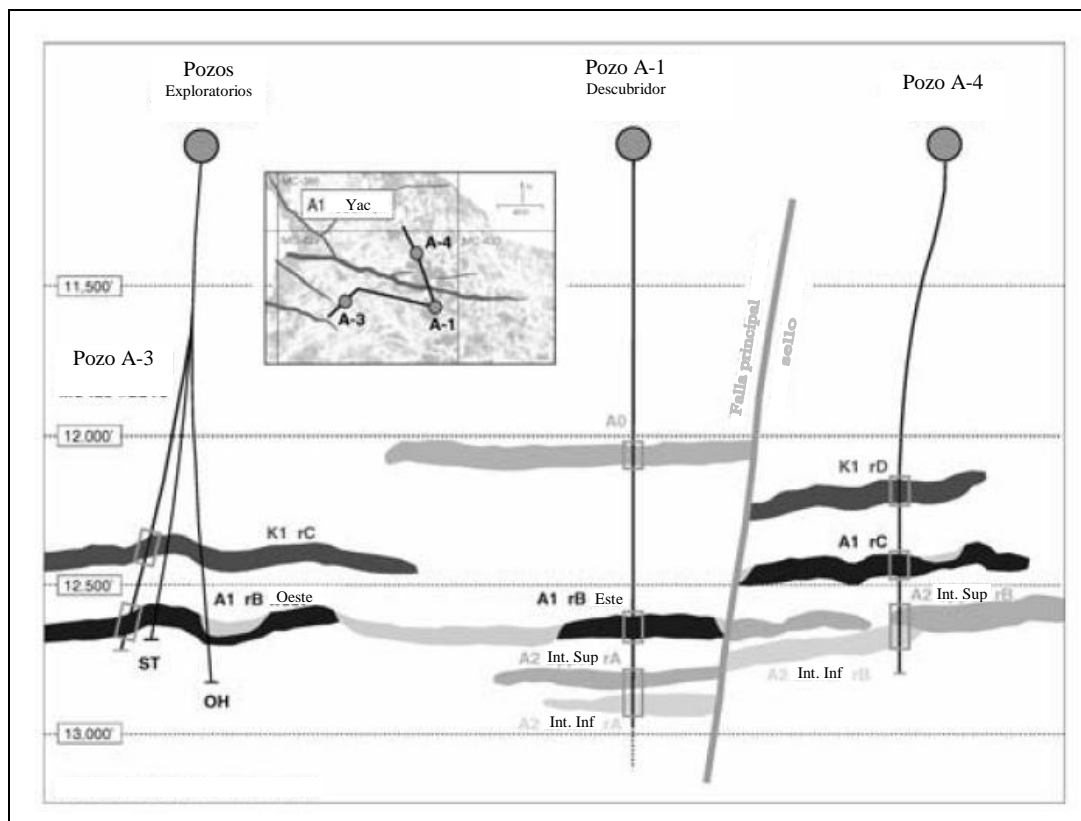 Pozos
Exploratorios
Pozo A-1
Descubridor
Pozo A-4
A1 Yac
A-4
A-3
A-1
11,500'
Pozo A-3
Falla principal
sello
A0
12.000'
K1 rD
K1 rC
A1 rC
12.500'
A1 rB Oeste
A1 rB Este
A2 Int. Sup rB
ST
A2 Int. Sup rA
A2 Int. Inf rB
OH
A2 Int. Inf rA
13.000'